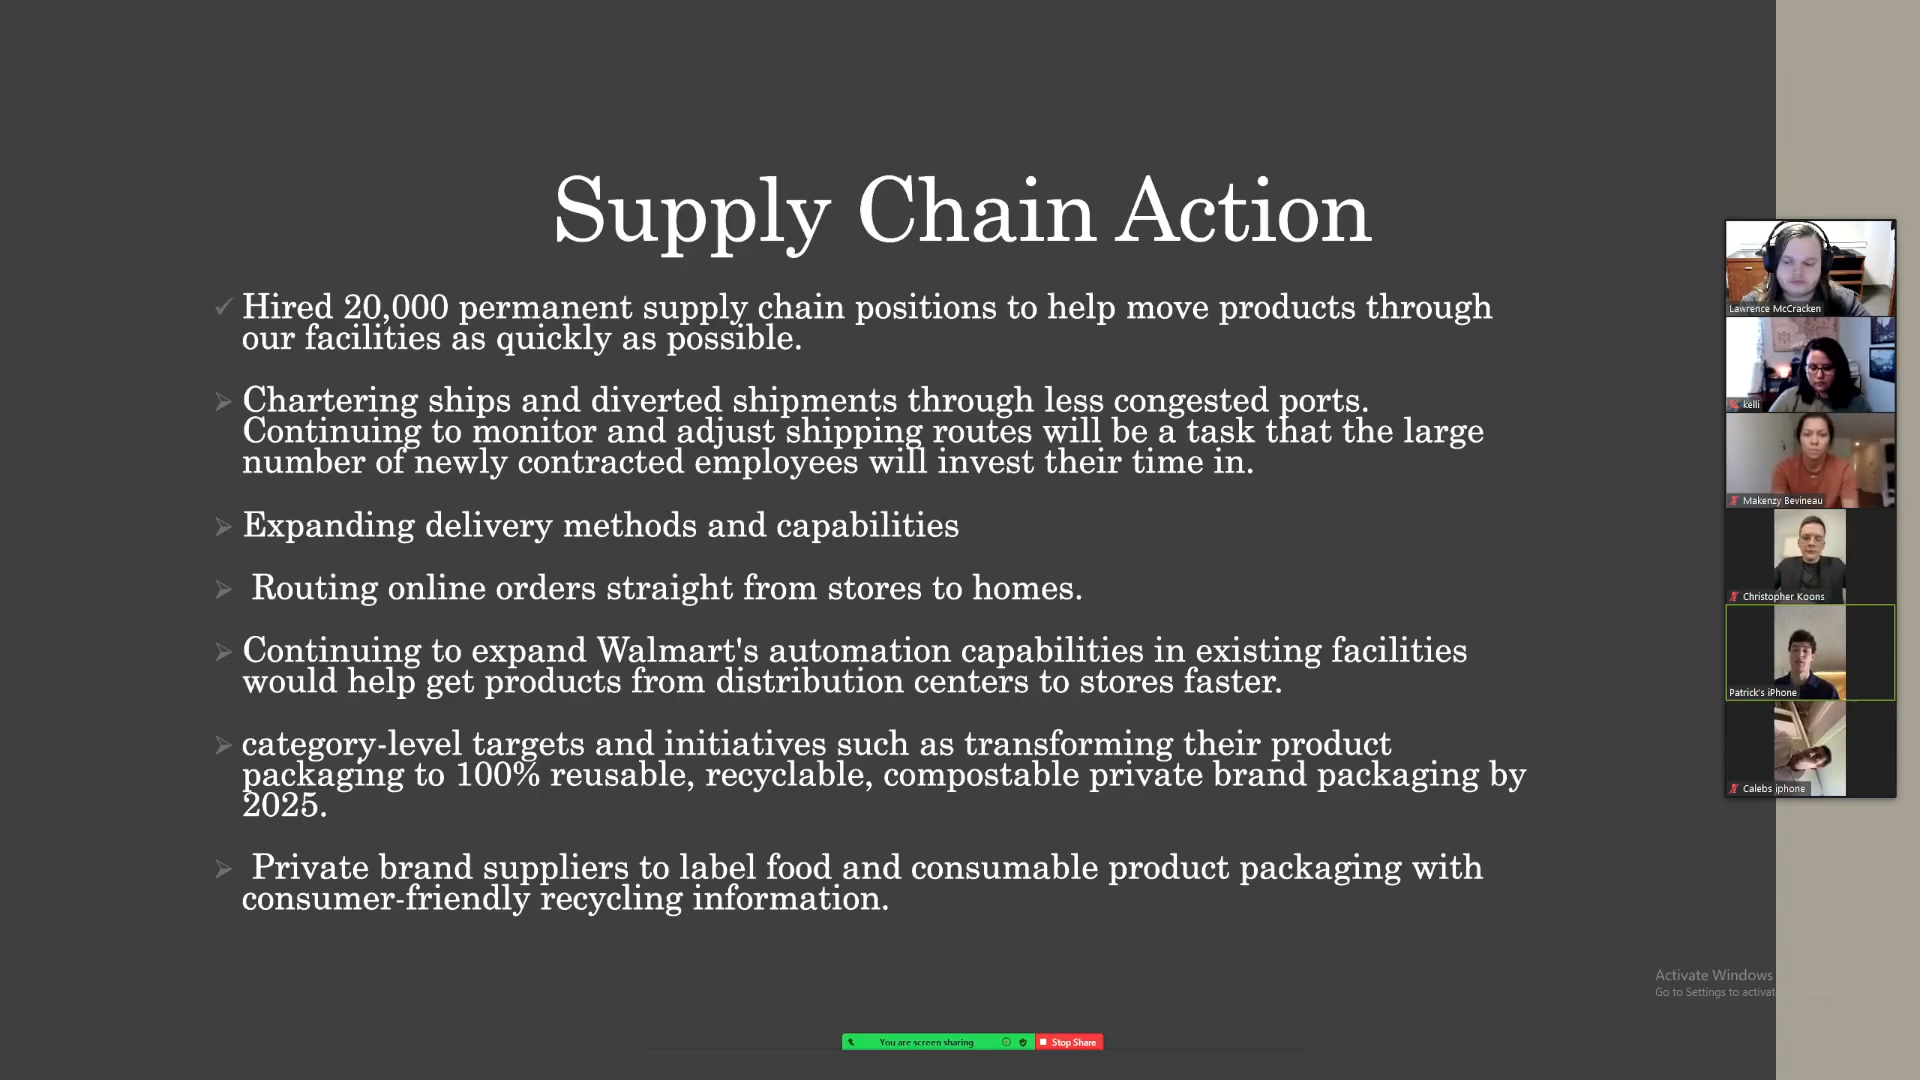 Supply Chain Action
Hired 20,000 permanent supply chain positions to help move products through
our facilities as quickly as possible.
Chartering ships and diverted shipments through less congested ports.
Continuing to monitor and adjust shipping routes will be a task that the large
number of newly contracted employees will invest their time in.
Expanding delivery methods and capabilities
Routing online orders straight from stores to homes.
Continuing to expand Walmart's automation capabilities in existing facilities
would help get products from distribution centers to stores faster.
category-level targets and initiatives such as transforming their product
packaging to 100% reusable, recyclable, compostable private brand packaging by
2025.
Private brand suppliers to label food and consumable product packaging with
consumer-friendly recycling information.
Lawrence McCracken
kelli
Makenzy Bevineau
Christopher Koons
Patrick's iPhone
Calebs iphone
Activate Windows
Go to Settings to
You are screen sharing
Stop Share